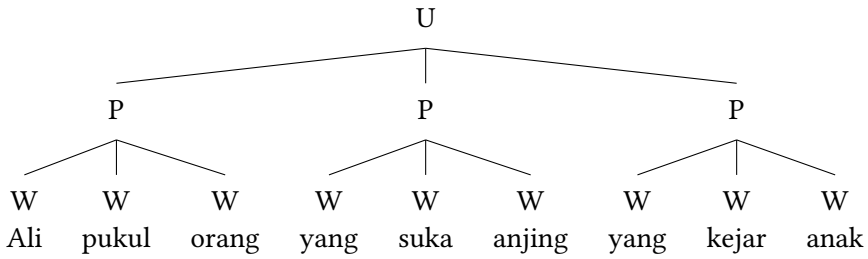 U
P P P
W W W W W W W W W
Ali pukul orang yang suka anjing yang kejar anak